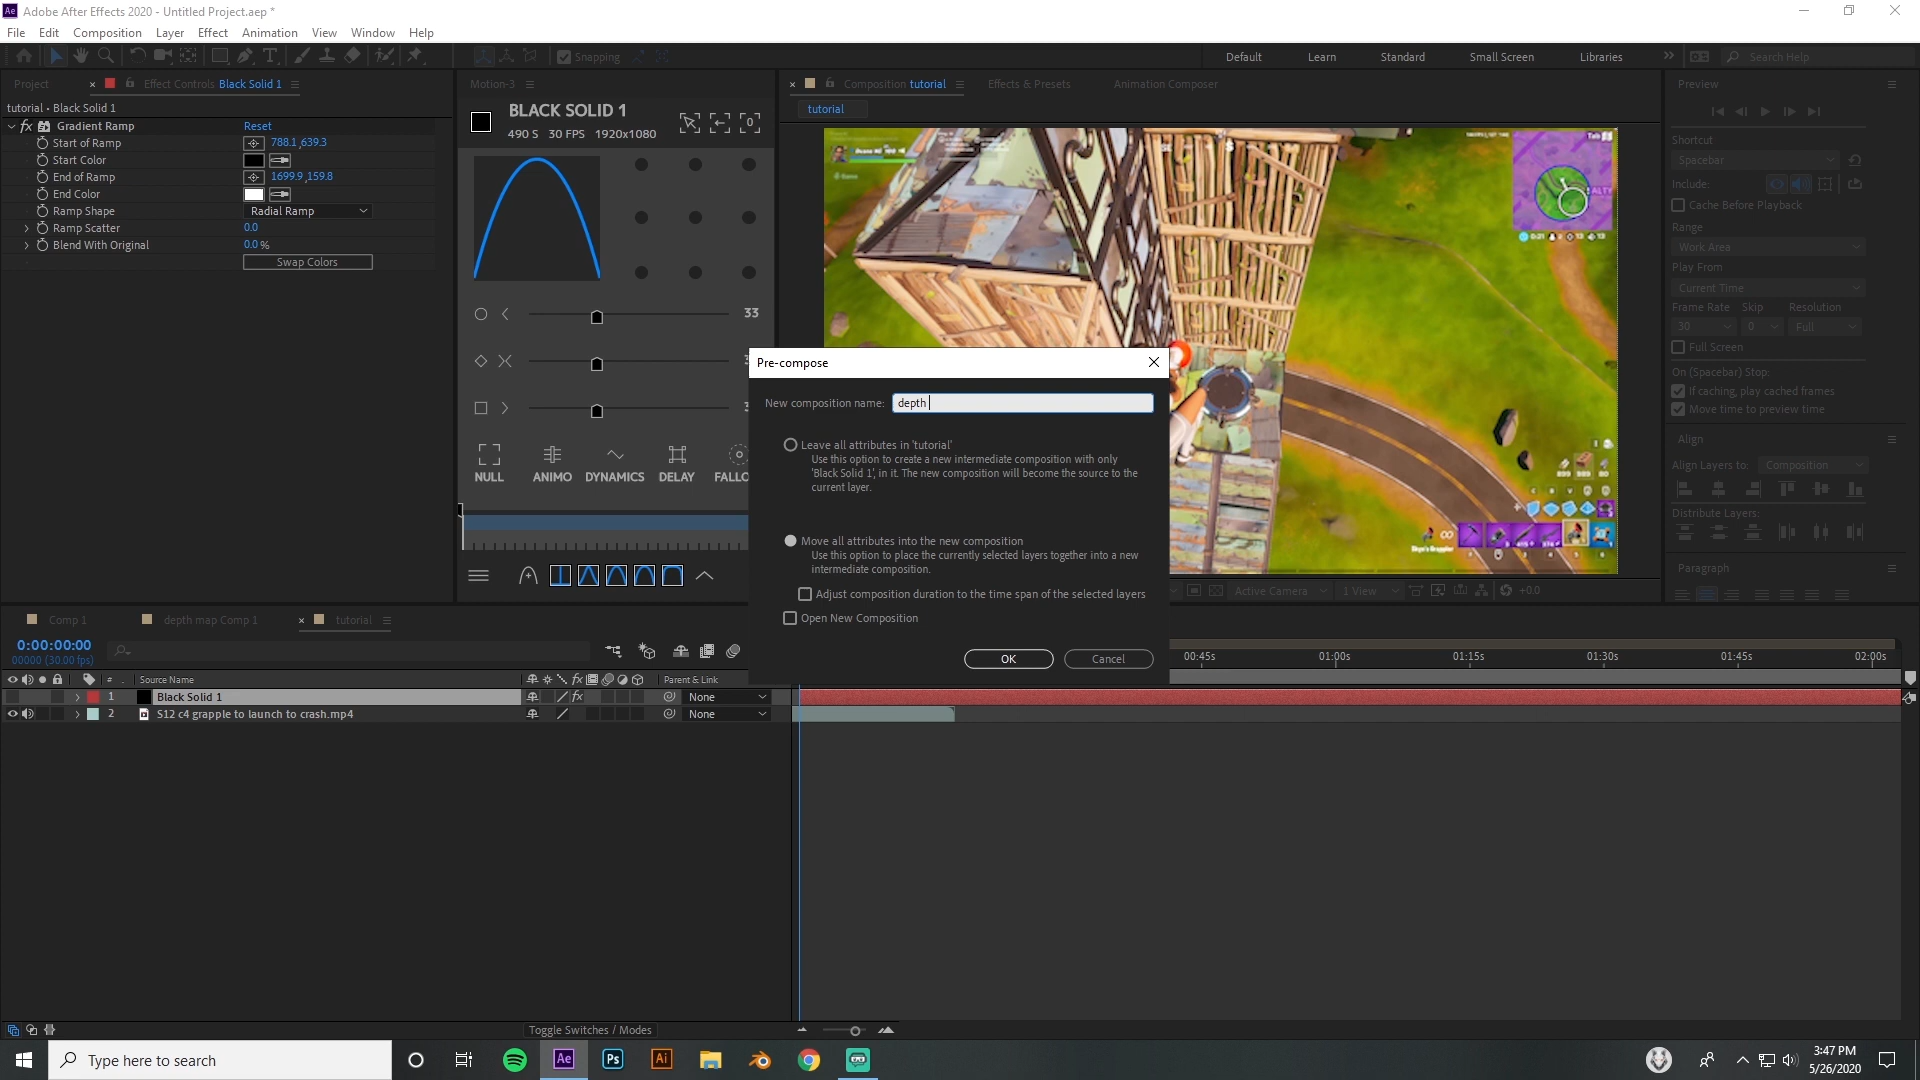 Adobe After Effects 2020 - Untitled Project.aep *
File Edit Composition Layer Effect Animation View Window Help
Snapping
Default Learn Standard Small Screen Libraries
Search Help
Project
Effect Controls Black Solid 1
tutorial • Black Solid 1
Gradient Ramp Reset
Start of Ramp 788.1,639.3
Start Color
End of Ramp 1699.9,159.8
End Color
Ramp Shape Radial Ramp
Ramp Scatter 0.0
Blend With Original 0.0 %
Swap Colors
Motion-3
BLACK SOLID 1
490 S 30 FPS 1920x1080
33
NULL ANIMO DYNAMICS DELAY FALLO
Composition tutorial
Effects & Presets
Animation Composer
tutorial
Active Camera
1 View
+0.0
Pre-compose
New composition name: depth
Leave all attributes in 'tutorial'
Use this option to create a new intermediate composition with only
'Black Solid 1', in it. The new composition will become the source to the
current layer.
Move all attributes into the new composition
Use this option to place the currently selected layers together into a new
intermediate composition.
Adjust composition duration to the time span of the selected layers
Open New Composition
OK Cancel
Preview
Shortcut
Spacebar
Include:
Cache Before Playback
Range
Work Area
Play From
Current Time
Frame Rate Skip Resolution
30 0 Full
Full Screen
On (Spacebar) Stop:
If caching, play cached frames
Move time to preview time
Align
Align Layers to: Composition
Distribute Layers:
Paragraph
Comp 1
depth map Comp 1
tutorial
0:00:00:00
00000 (30.00 fps)
# Source Name Parent & Link
1 Black Solid 1 None
2 S12 c4 grapple to launch to crash.mp4 None
00:45s 01:00s 01:15s 01:30s 01:45s 02:00s
Toggle Switches / Modes
Type here to search
Ae Ps Ai
3:47 PM
5/26/2020